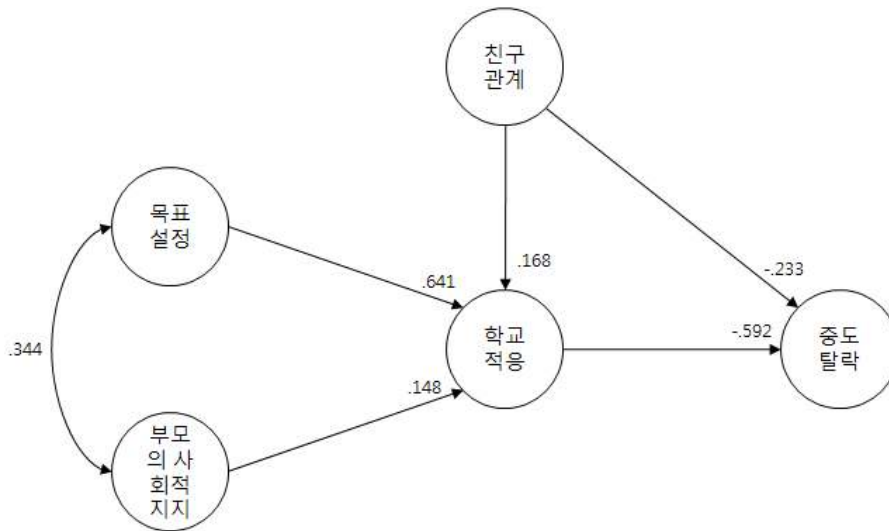 친구
관계
목표
설정
.641
.168
-.233
.344
학교
적응
-.592
중도
탈락
.148
부모
의 사
회적
지지